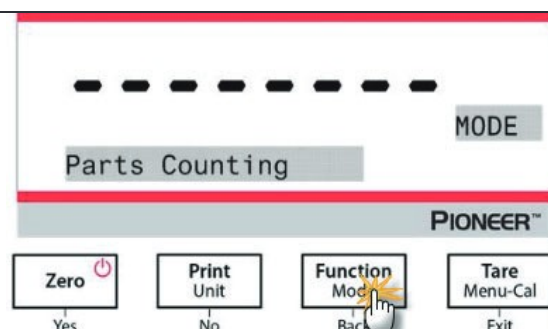 - - - - - - - -
MODE
Parts Counting
PIONEER™
Zero Print Function Tare
Unit Menu-Cal
Yes No Exit